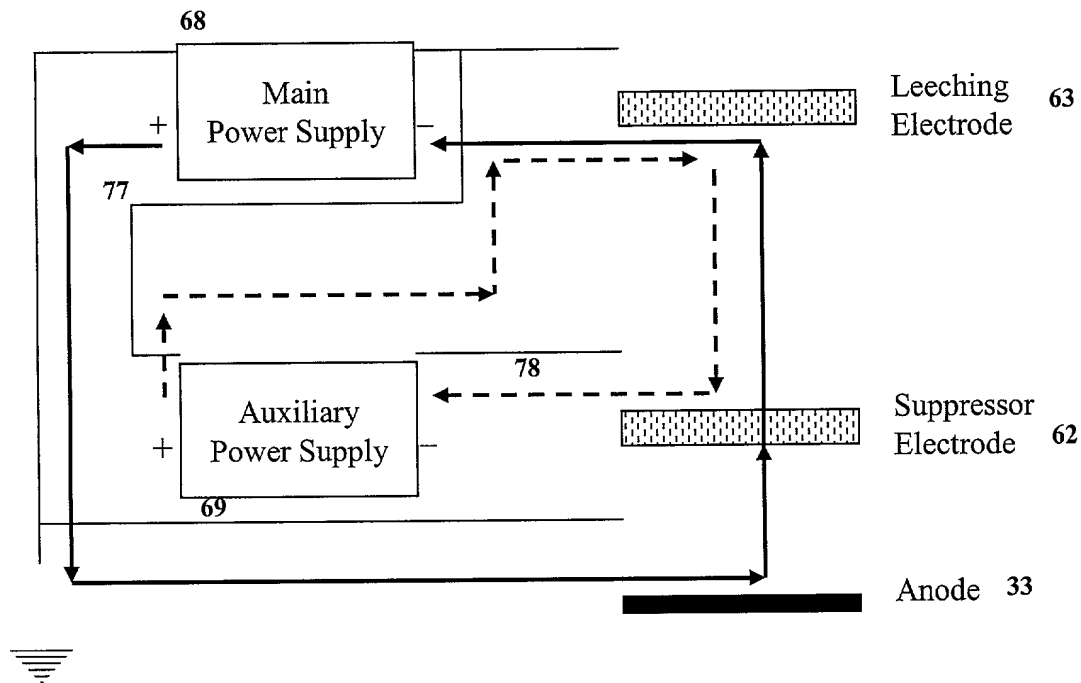 68
Main
Power Supply
+
−
Leeching
Electrode
63
77
78
Auxiliary
Power Supply
+
−
Suppressor
Electrode
62
69
Anode
33